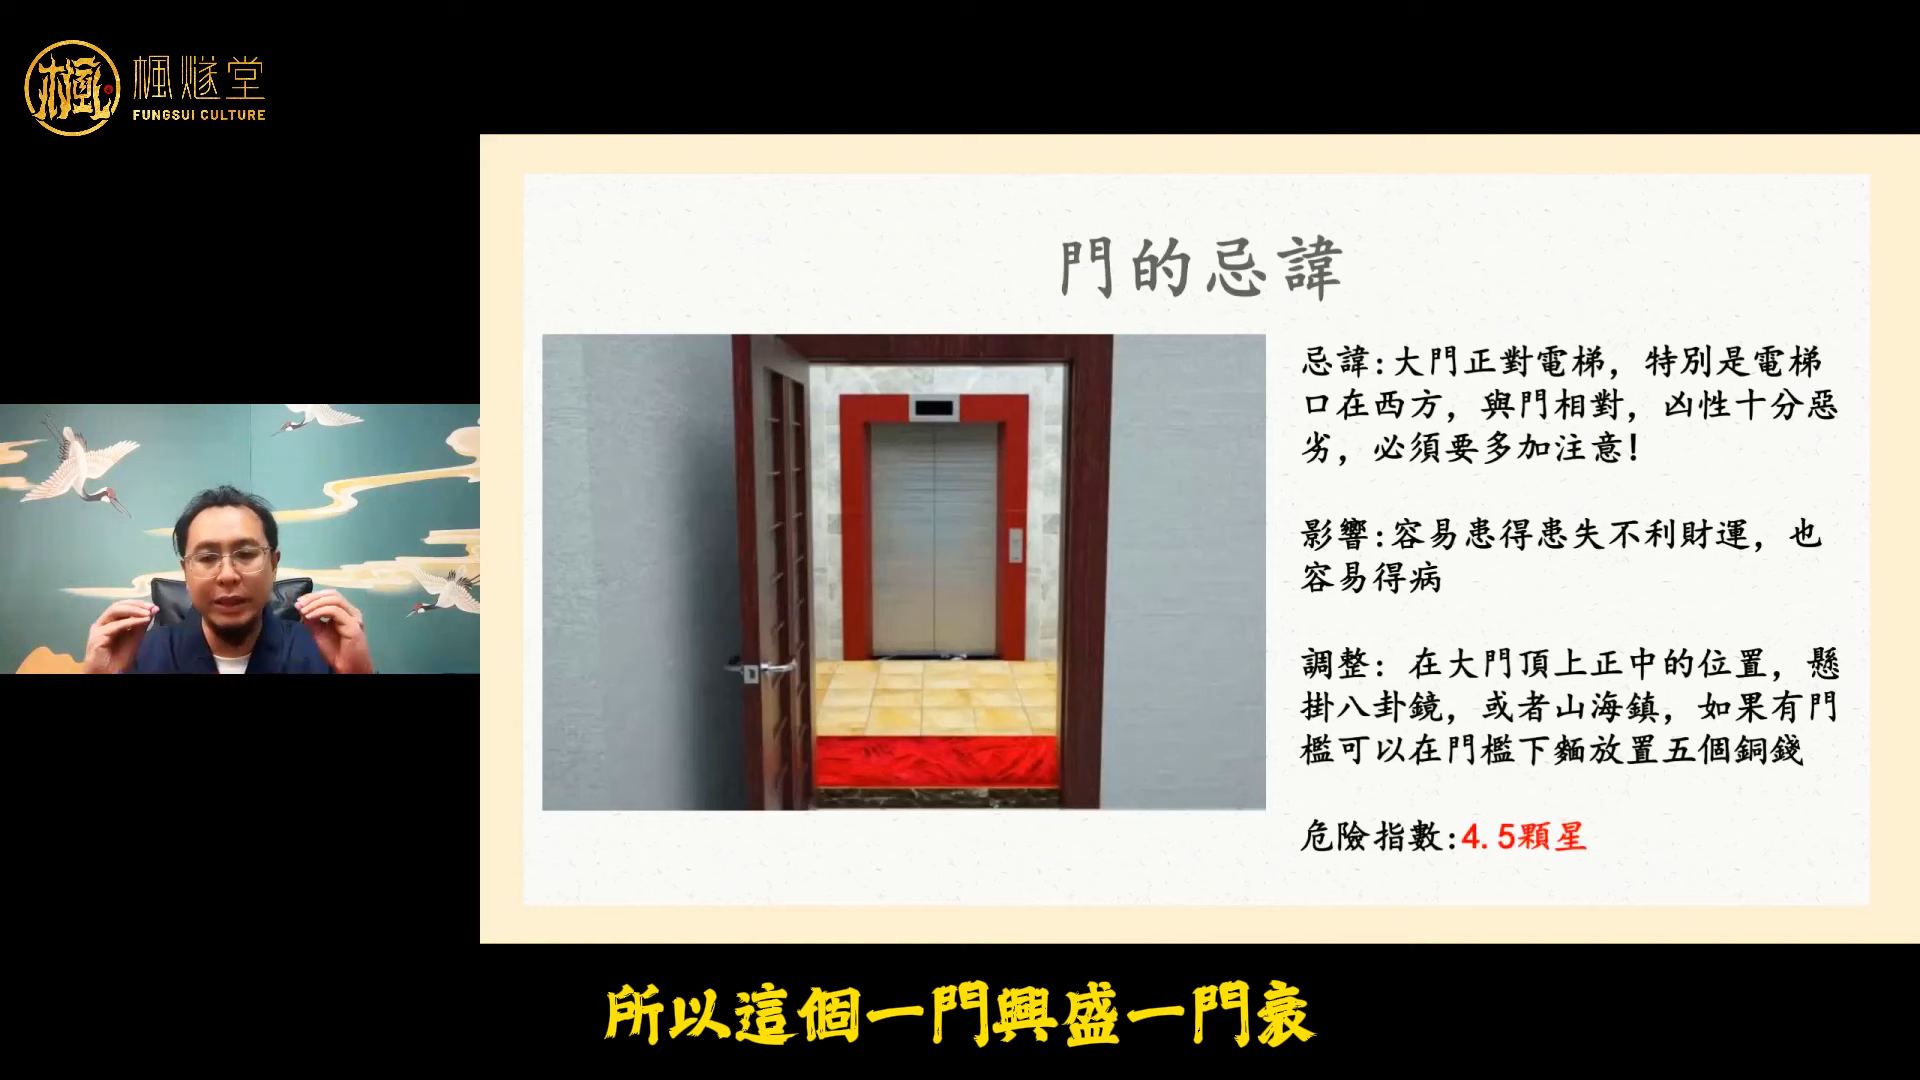 楓燧堂
FUNGSUI CULTURE
門的忌諱
忌諱:大門正對電梯，特別是電梯
口在西方，與門相對，凶性十分惡
劣，必須要多加注意!
影響:容易患得患失不利財運，也
容易得病
調整: 在大門頂上正中的位置，懸
掛八卦鏡，或者山海鎮，如果有門
檻可以在門檻下麵放置五個銅錢
危險指數:4.5顆星
所以這個一門興盛一門衰